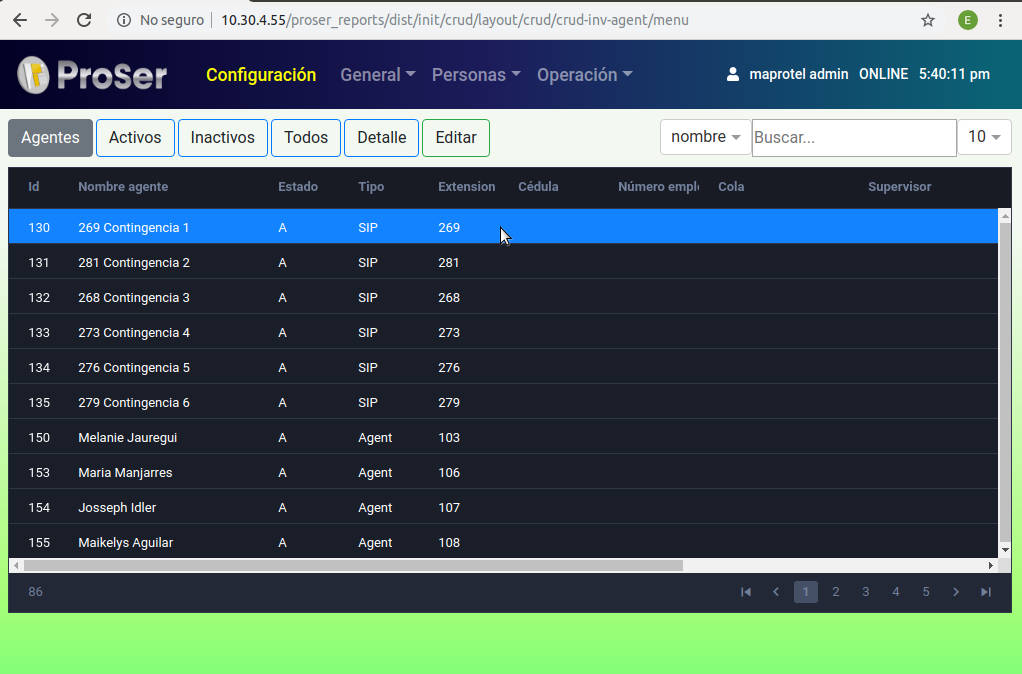 No seguro 10.30.4.55/proser_reports/dist/init/crud/layout/crud/crud-inv-agent/menu E
ProSer Configuración General Personas Operación maprotel admin ONLINE 5:40:11 pm
Agentes Activos Inactivos Todos Detalle Editar nombre Buscar... 10
Id Nombre agente Estado Tipo Extension Cédula Número empl Cola Supervisor
130 269 Contingencia 1 A SIP 269
131 281 Contingencia 2 A SIP 281
132 268 Contingencia 3 A SIP 268
133 273 Contingencia 4 A SIP 273
134 276 Contingencia 5 A SIP 276
135 279 Contingencia 6 A SIP 279
150 Melanie Jauregui A Agent 103
153 Maria Manjarres A Agent 106
154 Josseph Idler A Agent 107
155 Maikelys Aguilar A Agent 108
86 1 2 3 4 5